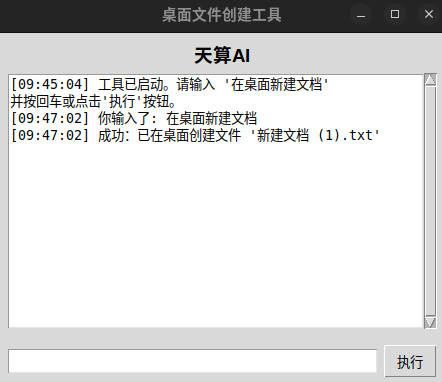 桌面文件创建工具
天算AI
[09:45:04] 工具已启动。请输入 '在桌面新建文档'
并按回车或点击'执行'按钮。
[09:47:02] 你输入了: 在桌面新建文档
[09:47:02] 成功: 已在桌面创建文件 '新建文档 (1).txt'
执行